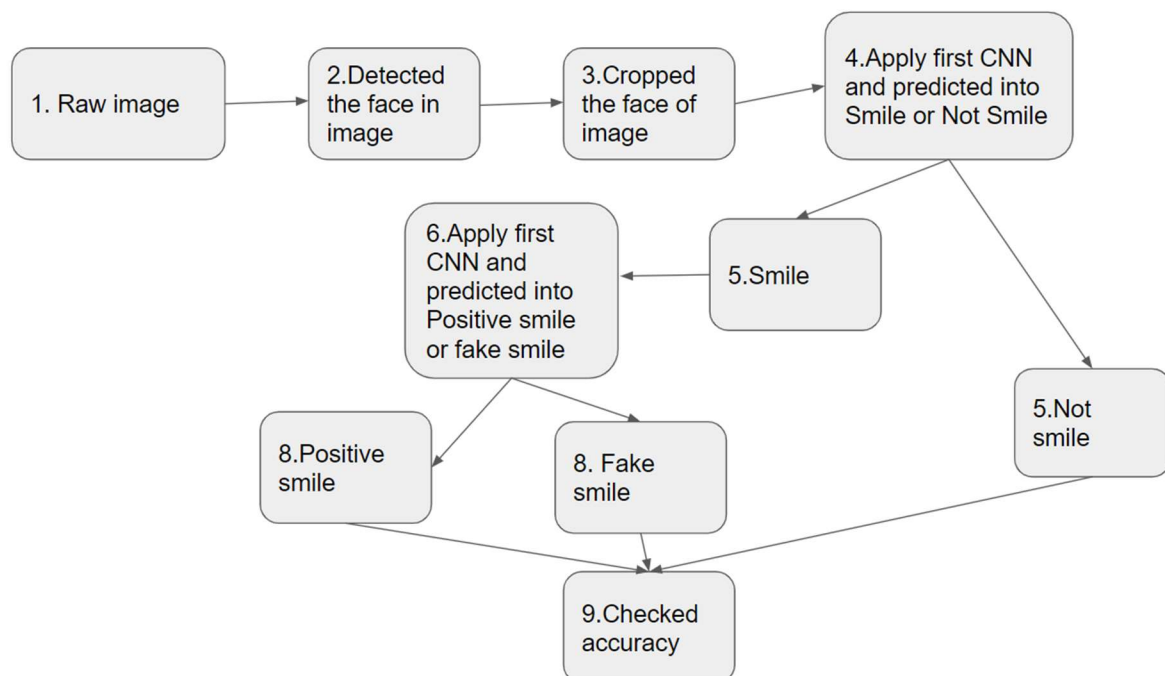 1. Raw image
2.Detected
the face in
image
3.Cropped
the face of
image
4.Apply first CNN
and predicted into
Smile or Not Smile
5.Smile
6.Apply first
CNN and
predicted into
Positive smile
or fake smile
5.Not
smile
8.Positive
smile
8. Fake
smile
9.Checked
accuracy